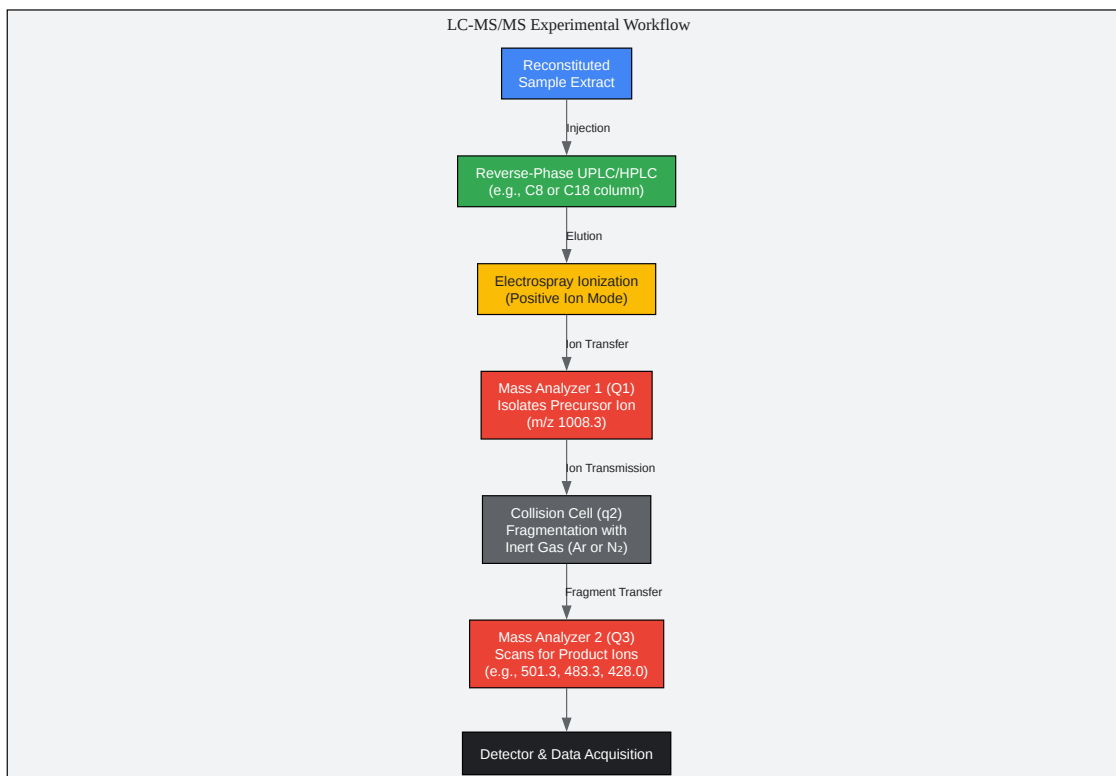 LC-MS/MS Experimental Workflow
Reconstituted
Sample Extract
Injection
Reverse-Phase UPLC/HPLC
(e.g., C8 or C18 column)
Elution
Electrospray Ionization
(Positive Ion Mode)
Ion Transfer
Mass Analyzer 1 (Q1)
Isolates Precursor Ion
(m/z 1008.3)
Ion Transmission
Collision Cell (q2)
Fragmentation with
Inert Gas (Ar or N₂)
Fragment Transfer
Mass Analyzer 2 (Q3)
Scans for Product Ions
(e.g., 501.3, 483.3, 428.0)
Detector & Data Acquisition